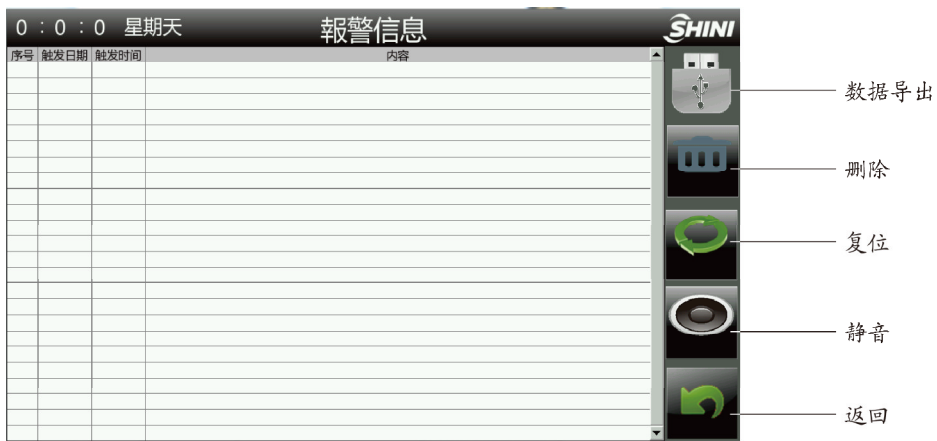 0 : 0 : 0 星期天 報警信息 SHINI
序号 触发日期 触发时间 内容
数据导出
删除
复位
静音
返回